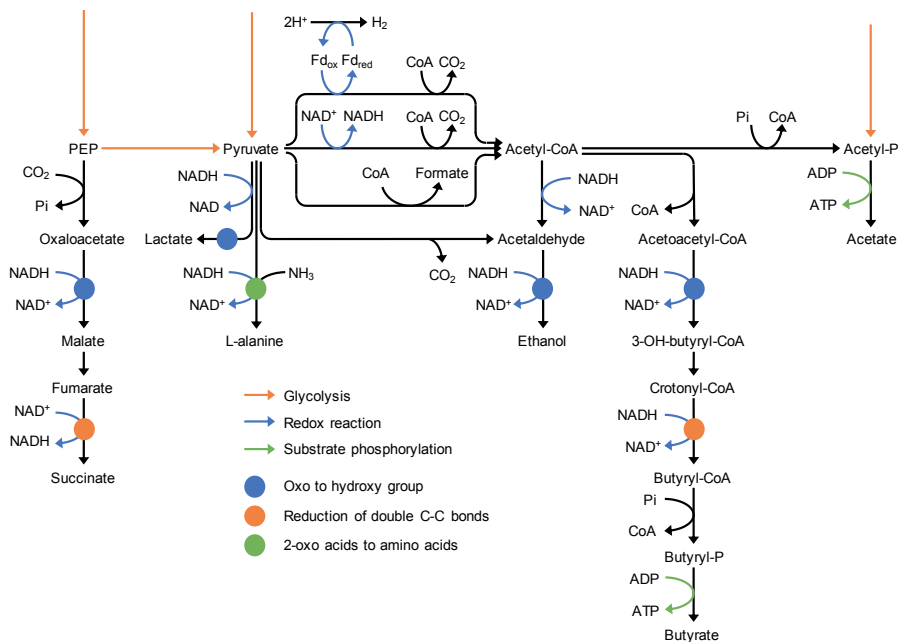 2H⁺ H₂
Fdox Fdred CoA CO₂
NAD⁺ NADH CoA CO₂ Pi CoA
PEP Pyruvate Acetyl-CoA Acetyl-P
CO₂ NADH CoA Formate NADH ADP
Pi NAD NAD⁺ CoA ATP
Oxaloacetate Lactate Acetaldehyde Acetoacetyl-CoA Acetate
NADH NADH NH₃ CO₂ NADH NADH
NAD⁺ NAD⁺ NAD⁺ NAD⁺
Malate L-alanine Ethanol 3-OH-butyryl-CoA
Fumarate Crotonyl-CoA
Glycolysis
NAD⁺ NADH
Redox reaction
NADH NAD⁺
Substrate phosphorylation
Succinate Butyryl-CoA
Oxo to hydroxy group
Pi
Reduction of double C-C bonds
CoA
2-oxo acids to amino acids
Butyryl-P
ADP
ATP
Butyrate